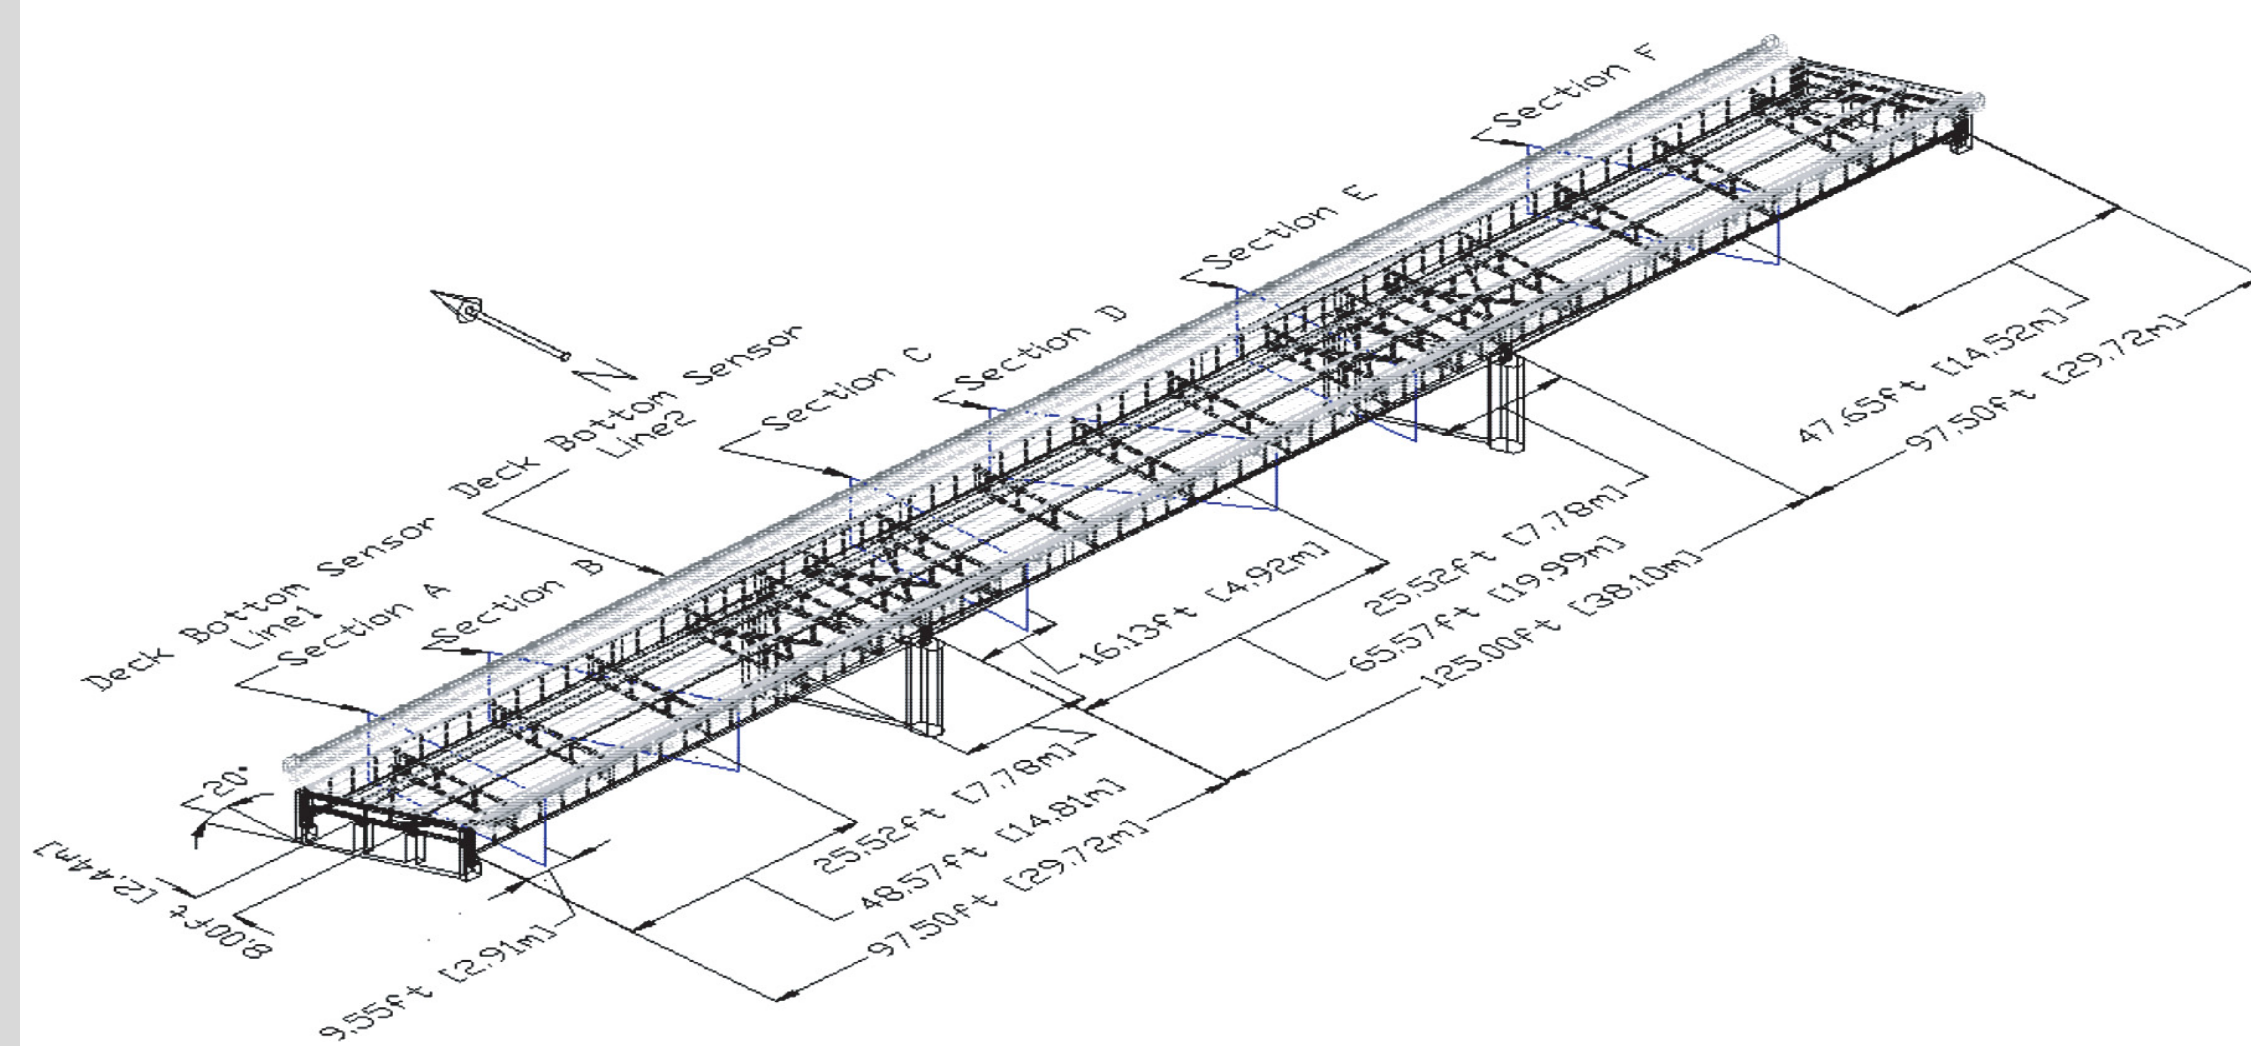 Section F
Section E
Section D
Section C
Deck Bottom Sensor
Line2
Section B
Deck Bottom Sensor
Line1
Section A
N
20°
8.00ft [2.44m]
9.55ft [2.91m]
97.50ft [29.72m]
48.57ft [14.81m]
25.52ft [7.78m]
16.13ft [4.92m]
125.00ft [38.10m]
65.57ft [19.99m]
25.52ft [7.78m]
97.50ft [29.72m]
47.65ft [14.52m]